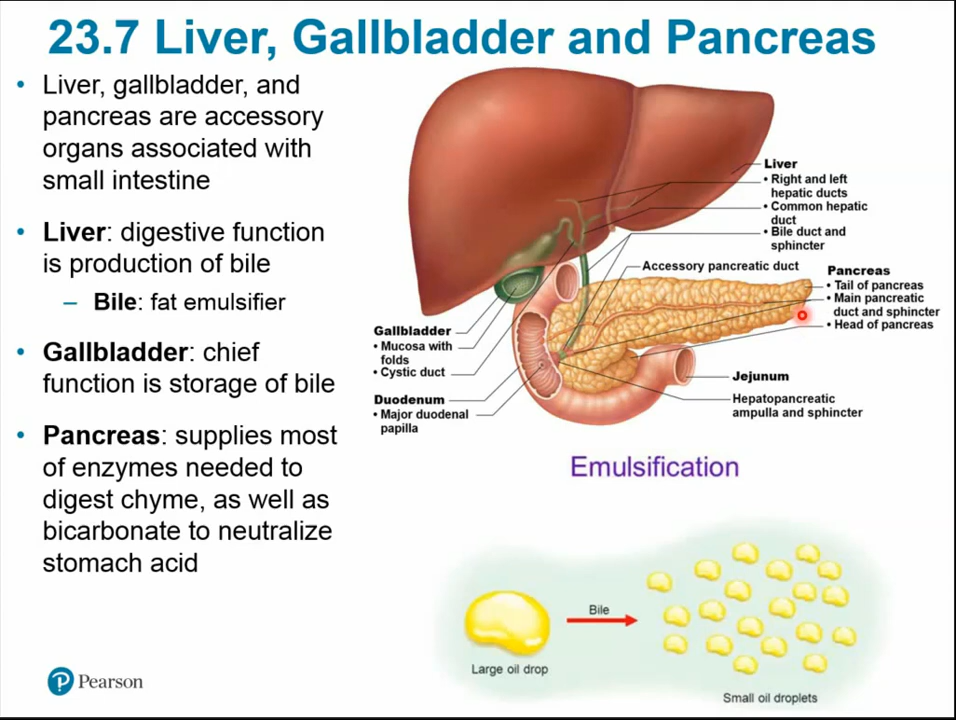 23.7 Liver, Gallbladder and Pancreas
• Liver, gallbladder, and
pancreas are accessory
organs associated with
small intestine
• Liver: digestive function
is production of bile
– Bile: fat emulsifier
• Gallbladder: chief
function is storage of bile
• Pancreas: supplies most
of enzymes needed to
digest chyme, as well as
bicarbonate to neutralize
stomach acid
Liver
• Right and left
hepatic ducts
• Common hepatic
duct
• Bile duct and
sphincter
Accessory pancreatic duct
Pancreas
• Tail of pancreas
• Main pancreatic
duct and sphincter
• Head of pancreas
Gallbladder
• Mucosa with
folds
• Cystic duct
Duodenum
• Major duodenal
papilla
Jejunum
Hepatopancreatic
ampulla and sphincter
Emulsification
Bile
Large oil drop
Small oil droplets
P Pearson